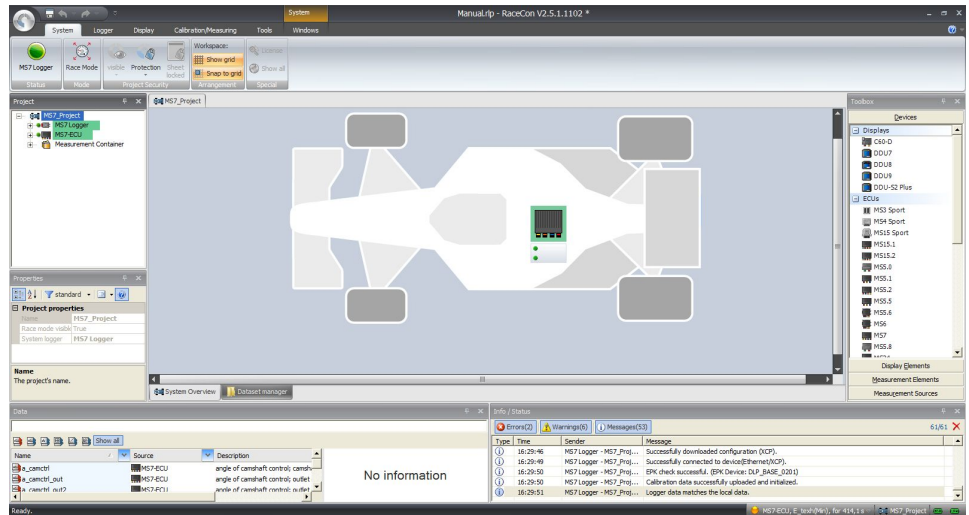 System
Manual.rlp - RaceCon V2.5.1.1102 *
System Logger Display Calibration/Measuring Tools Windows
MS7 Logger
Race Mode
visible
Protection
Sheet locked
Workspace:
Show grid
Snap to grid
License
Show all
Status Mode Project Security Arrangement Special
Project
MS7_Project
MS7 Logger
MS7-ECU
Measurement Container
MS7_Project
Properties
standard
Project properties
Name MS7_Project
Race mode visibl True
System logger MS7 Logger
Name
The project's name.
System Overview Dataset manager
Toolbox
Devices
Displays
C60-D
DDU7
DDU8
DDU9
DDU-S2 Plus
ECUs
MS3 Sport
MS4 Sport
MS15 Sport
MS15.1
MS15.2
MS5.0
MS5.1
MS5.2
MS5.5
MS5.6
MS6
MS7
MS5.8
Display Elements
Measurement Elements
Measurement Sources
Data
Show all
Name Source Description
a_camctrl MS7-ECU angle of camshaft control; camsh
a_camctrl_out MS7-ECU angle of camshaft control; outlet
a_camctrl_out2 MS7-ECU angle of camshaft control; outlet
No information
Info / Status
Errors(2) Warnings(6) Messages(53) 61/61
Type Time Sender Message
16:29:46 MS7 Logger - MS7_Proj... Successfully downloaded configuration (XCP).
16:29:49 MS7 Logger - MS7_Proj... Successfully connected to device(Ethernet/XCP).
16:29:50 MS7 Logger - MS7_Proj... EPK check successful. (EPK Device: DLP_BASE_0201)
16:29:50 MS7 Logger - MS7_Proj... Calibration data successfully uploaded and initialized.
16:29:51 MS7 Logger - MS7_Proj... Logger data matches the local data.
Ready.
MS7-ECU, E_texh(Min), for 414,1 s MS7_Project